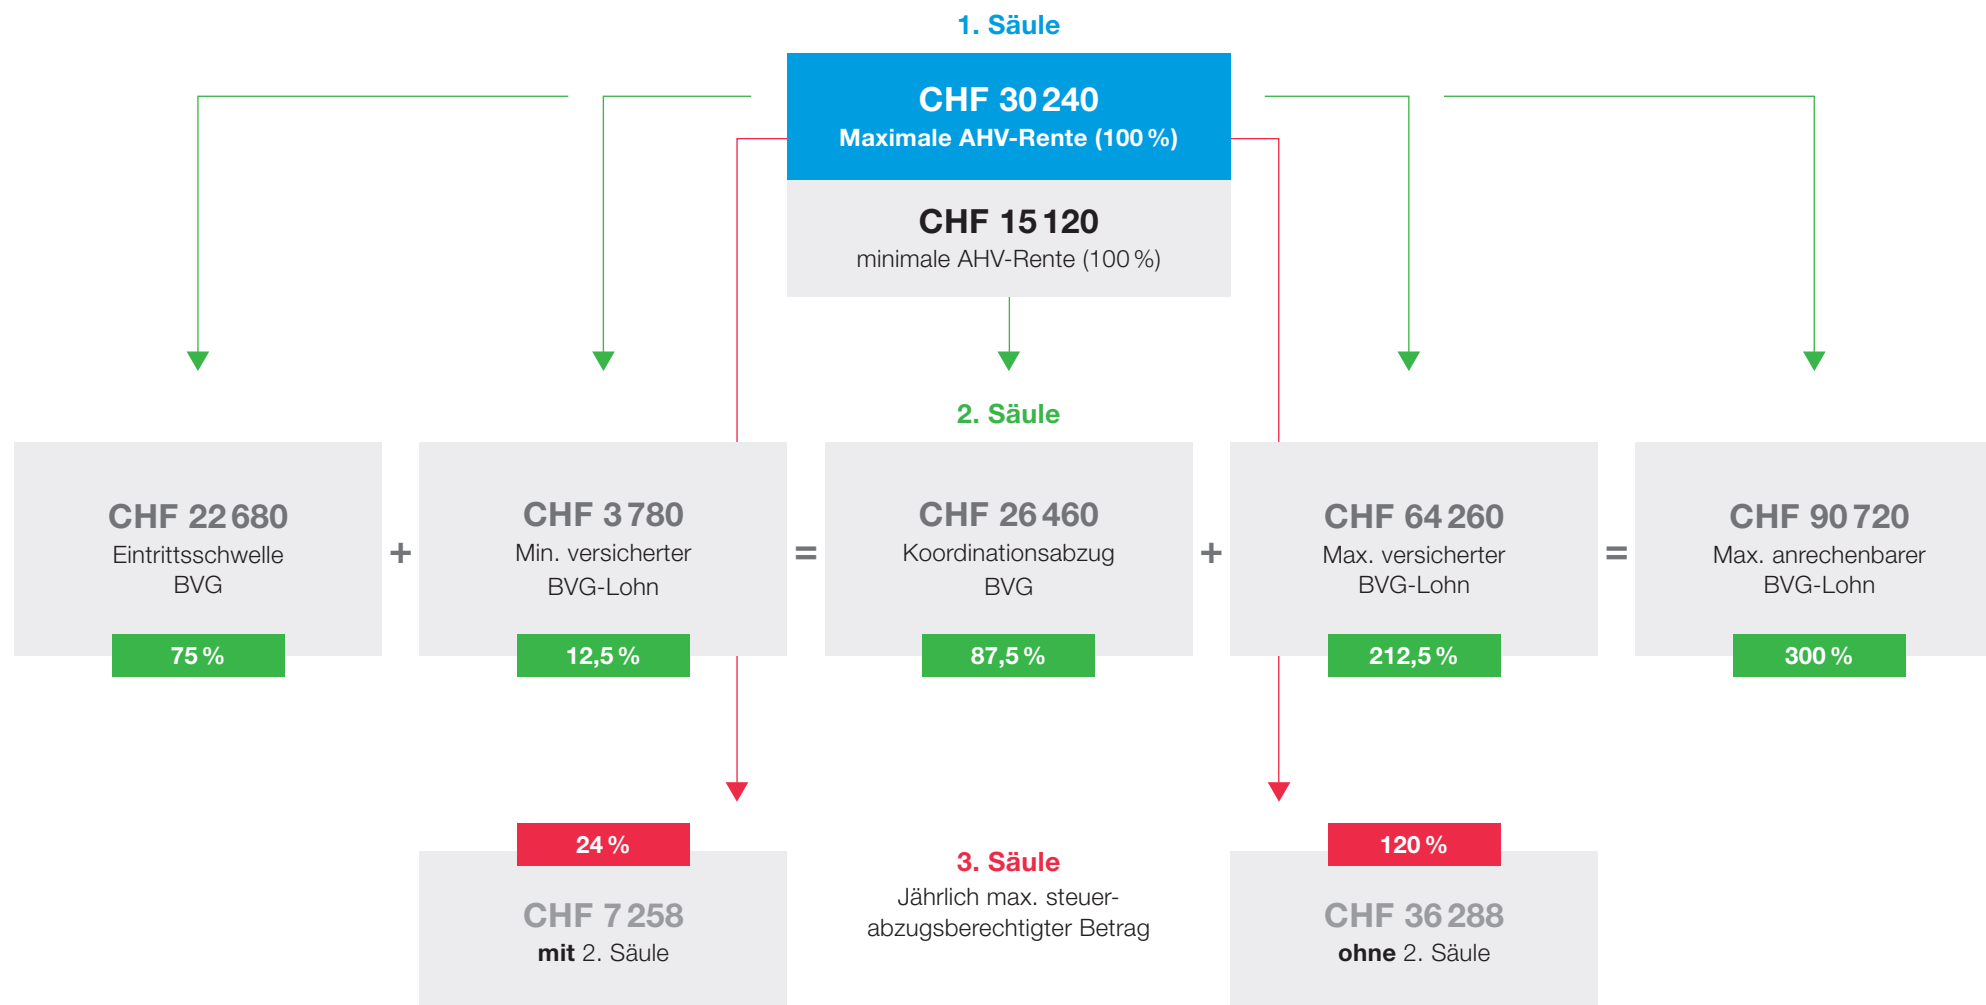 1. Säule
CHF 30 240
Maximale AHV-Rente (100 %)
CHF 15 120
minimale AHV-Rente (100 %)
2. Säule
CHF 22 680
Eintrittsschwelle
BVG
75 %
+
CHF 3 780
Min. versicherter
BVG-Lohn
12,5 %
=
CHF 26 460
Koordinationsabzug
BVG
87,5 %
+
CHF 64 260
Max. versicherter
BVG-Lohn
212,5 %
=
CHF 90 720
Max. anrechenbarer
BVG-Lohn
300 %
24 %
CHF 7 258
mit 2. Säule
3. Säule
Jährlich max. steuer-
abzugsberechtigter Betrag
120 %
CHF 36 288
ohne 2. Säule